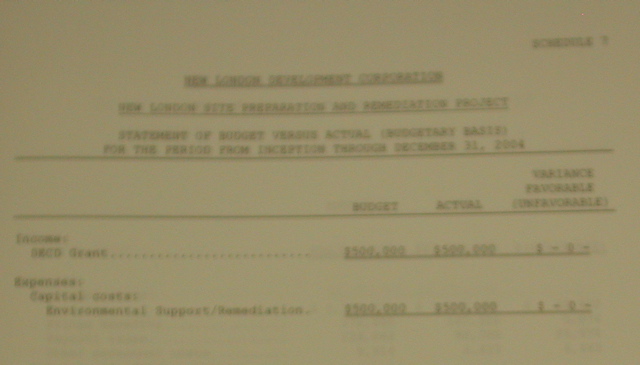 SCHEDULE 7
NEW LONDON DEVELOPMENT CORPORATION
NEW LONDON SITE PREPARATION AND REMEDIATION PROJECT
STATEMENT OF BUDGET VERSUS ACTUAL (BUDGETARY BASIS)
FOR THE PERIOD FROM INCEPTION THROUGH DECEMBER 31, 2004
VARIANCE
FAVORABLE
BUDGET ACTUAL (UNFAVORABLE)
Income:
SECD Grant.......................... $500,000 $500,000 $ - 0 -
Expenses:
Capital costs:
Environmental Support/Remediation. $500,000 $500,000 $ - 0 -